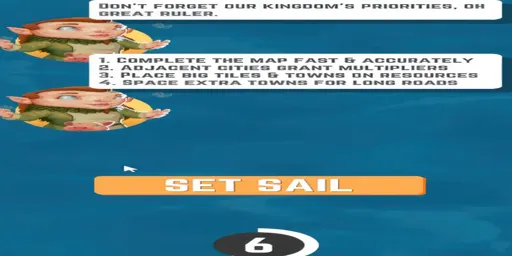 Don't forget our kingdom's priorities, oh
great ruler.
1. Complete the map fast & accurately
2. Adjacent cities grant multipliers
3. Place big tiles & towns on resources
4. Space extra towns for long roads
SET SAIL
6